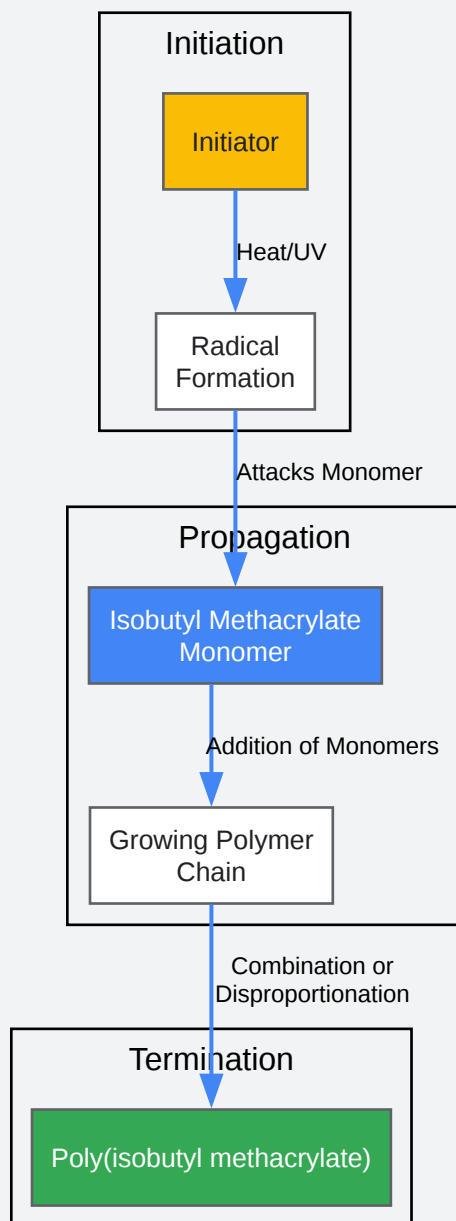 Initiation
Initiator
Heat/UV
Radical
Formation
Attacks Monomer
Propagation
Isobutyl Methacrylate
Monomer
Addition of Monomers
Growing Polymer
Chain
Combination or
Disproportionation
Termination
Poly(isobutyl methacrylate)